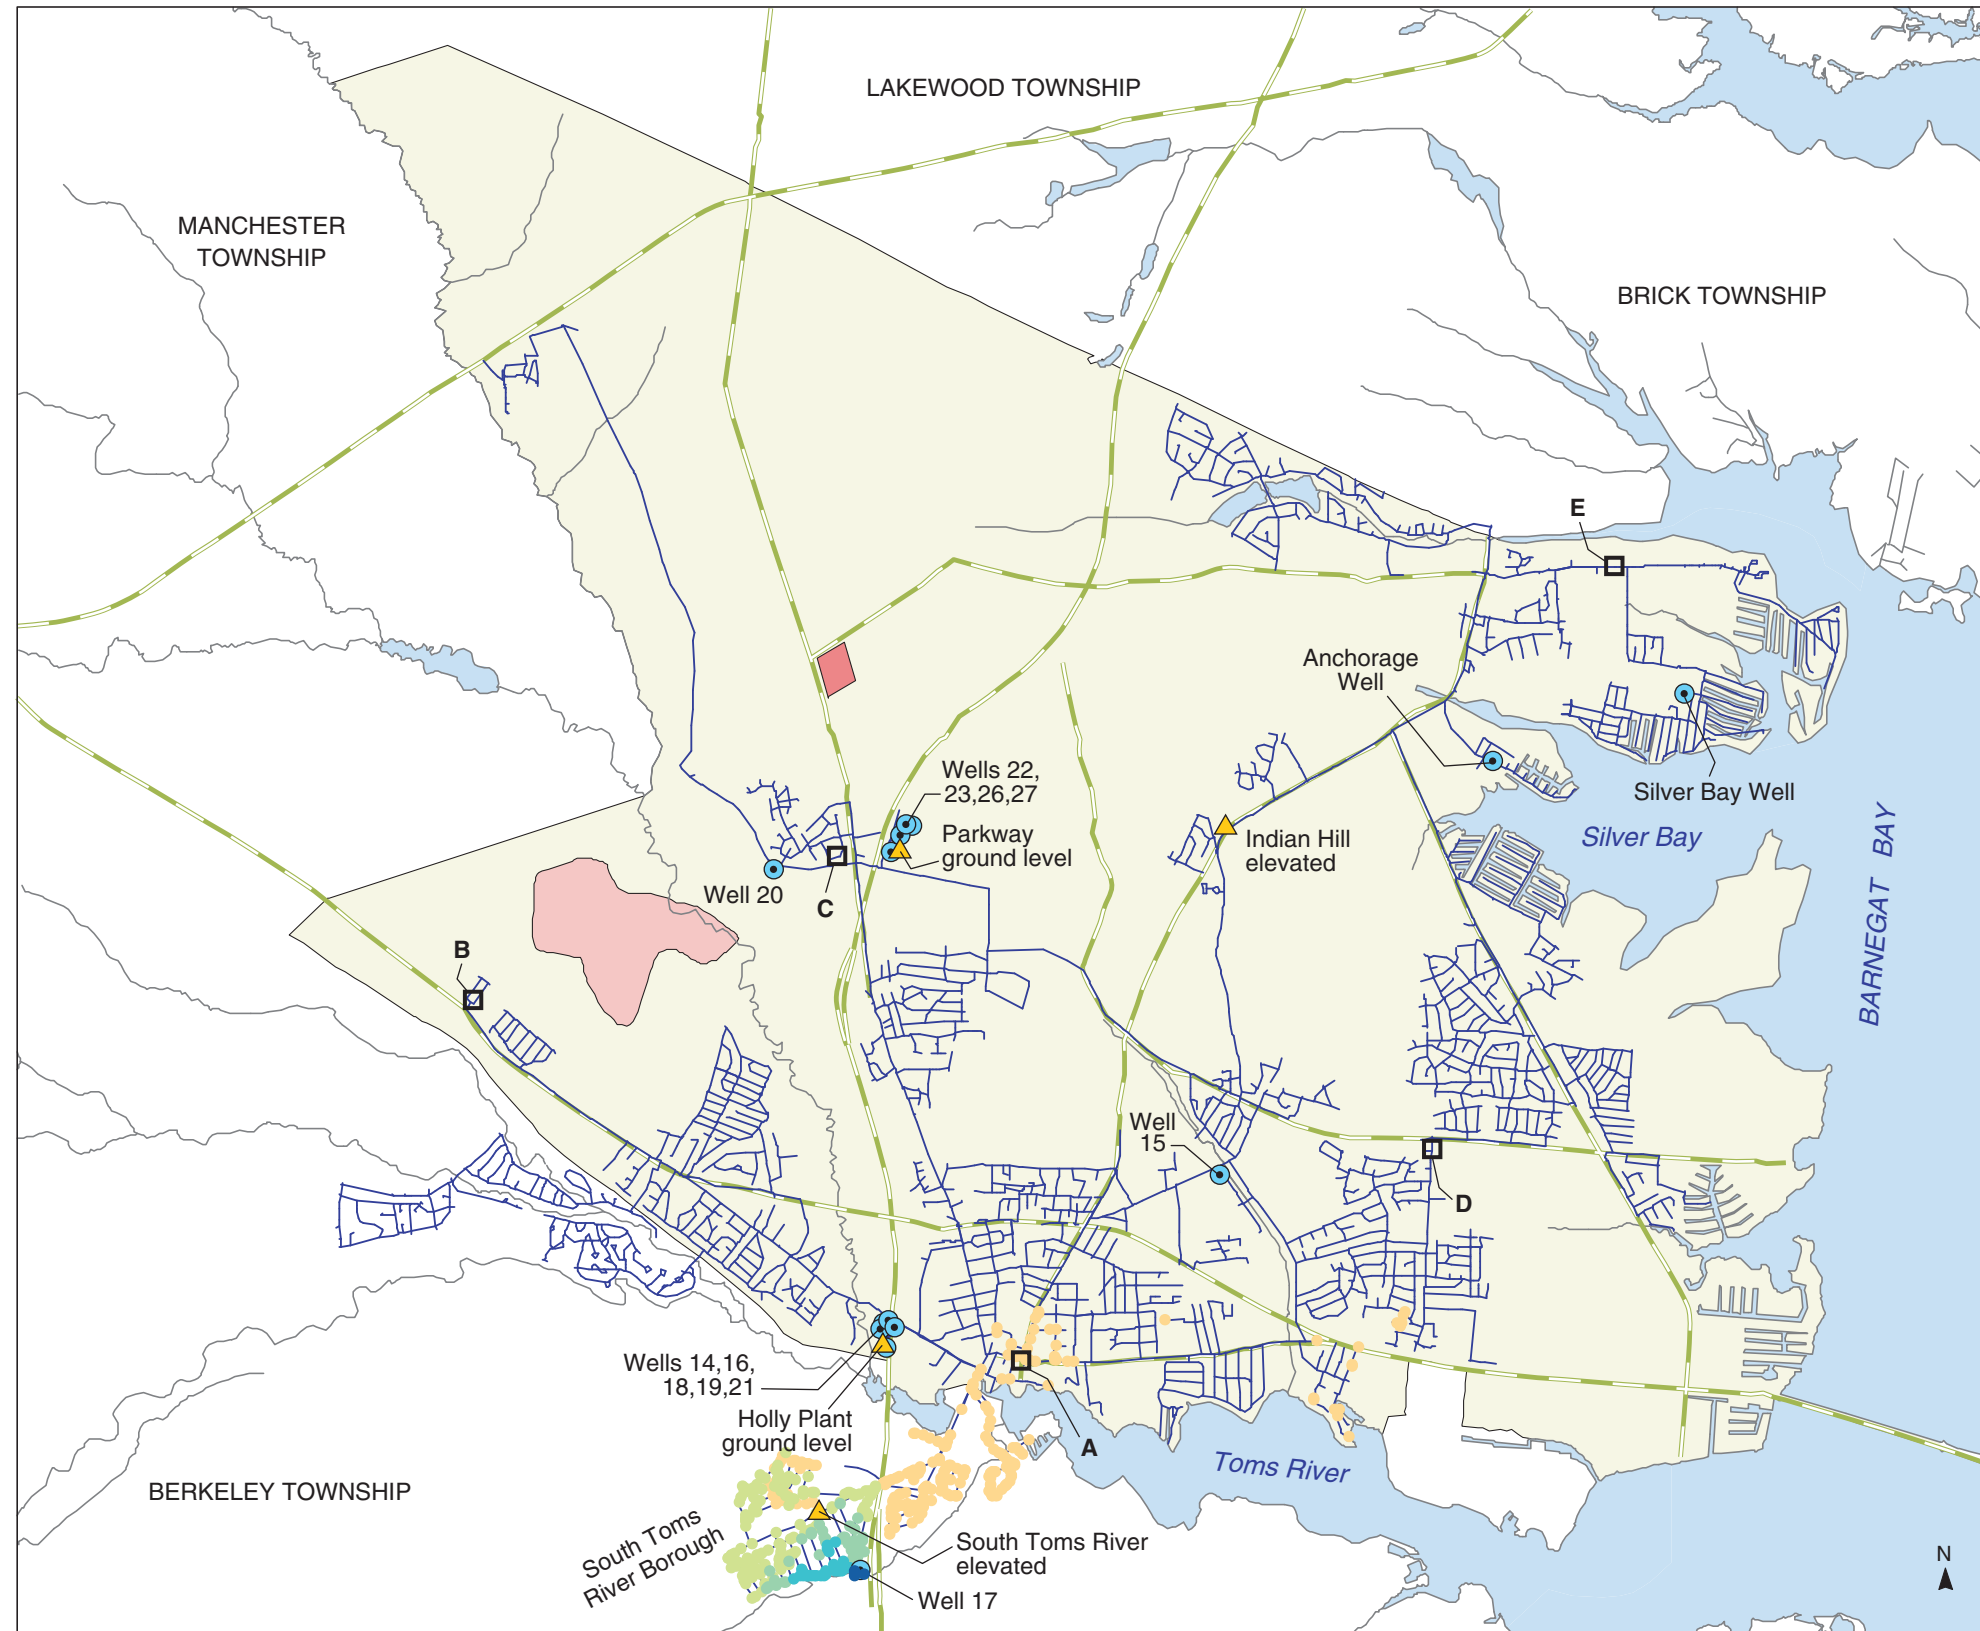 LAKEWOOD TOWNSHIP
MANCHESTER
TOWNSHIP
BRICK TOWNSHIP
E
Anchorage
Well
Wells 22,
23,26,27
Silver Bay Well
Parkway
ground level
Indian Hill
elevated
Silver Bay
BARNEGAT BAY
Well 20
C
B
Well
15
D
Wells 14,16,
18,19,21
Holly Plant
ground level
A
Toms River
BERKELEY TOWNSHIP
South Toms
River Borough
South Toms River
elevated
Well 17
N